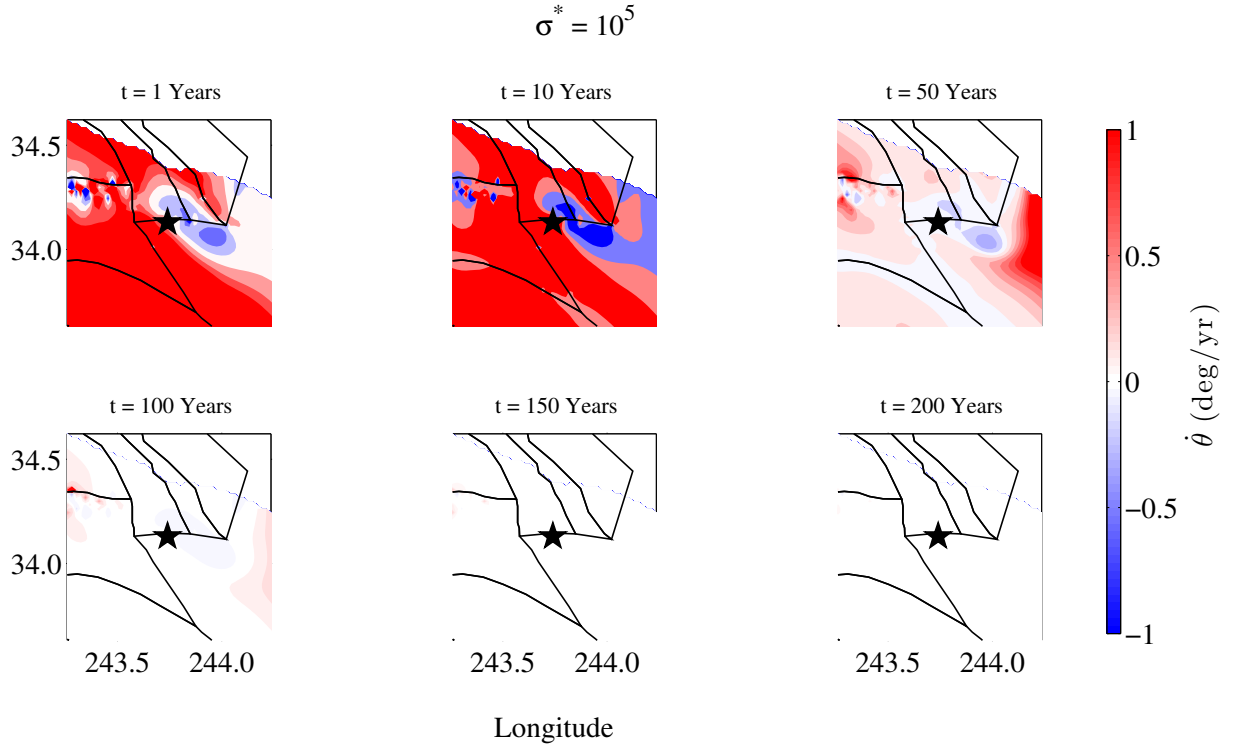 σ* = 10⁵
t = 1 Years
t = 10 Years
t = 50 Years
34.5
34.0
1
0.5
0
−0.5
−1
θ̇ (deg/yr)
t = 100 Years
t = 150 Years
t = 200 Years
34.5
34.0
243.5 244.0
243.5 244.0
243.5 244.0
Longitude